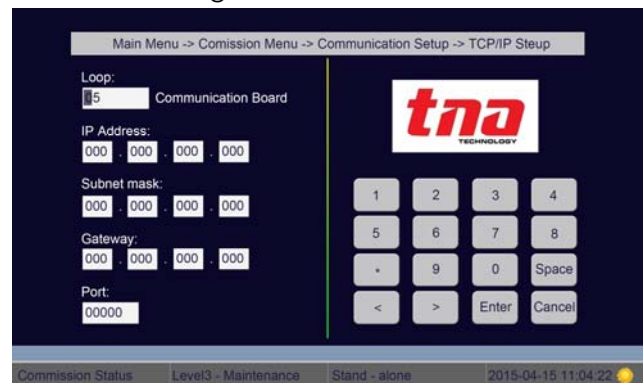 Main Menu -> Comission Menu -> Communication Setup -> TCP/IP Steup
Loop:
05 Communication Board
IP Address:
000 . 000 . 000 . 000
Subnet mask:
000 . 000 . 000 . 000
Gateway:
000 . 000 . 000 . 000
Port:
00000
tna
TECHNOLOGY
1 2 3 4
5 6 7 8
* 9 0 Space
< > Enter Cancel
Commission Status Level3 - Maintenance Stand - alone 2015-04-15 11:04:22